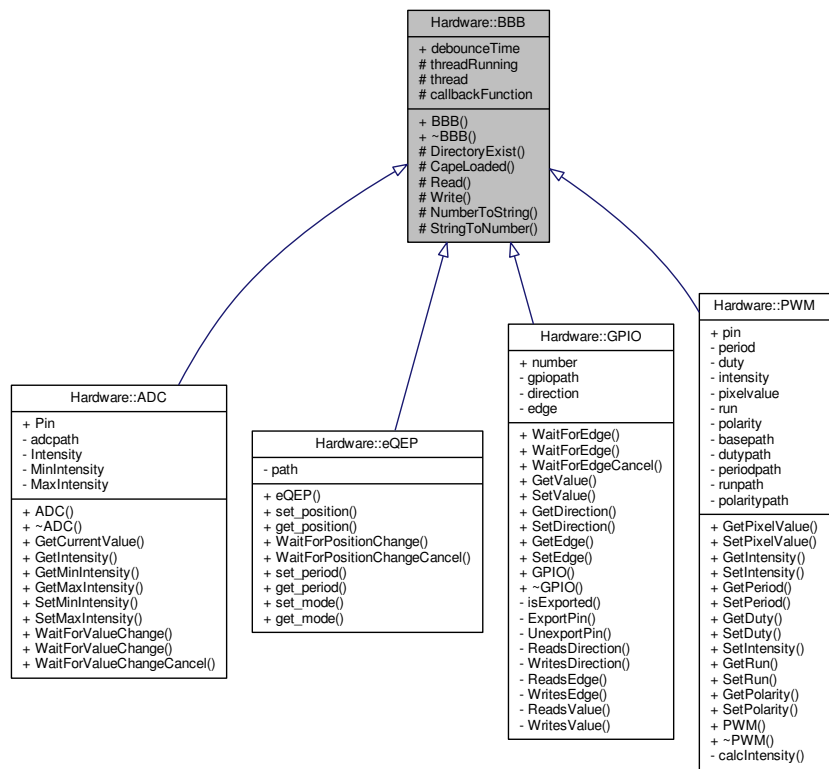 Hardware::BBB
+ debounceTime
# threadRunning
# thread
# callbackFunction
+ BBB()
+ ~BBB()
# DirectoryExist()
# CapeLoaded()
# Read()
# Write()
# NumberToString()
# StringToNumber()
Hardware::ADC
+ Pin
- adcpath
- Intensity
- MinIntensity
- MaxIntensity
+ ADC()
+ ~ADC()
+ GetCurrentValue()
+ GetIntensity()
+ GetMinIntensity()
+ GetMaxIntensity()
+ SetMinIntensity()
+ SetMaxIntensity()
+ WaitForValueChange()
+ WaitForValueChange()
+ WaitForValueChangeCancel()
Hardware::eQEP
- path
+ eQEP()
+ set_position()
+ get_position()
+ WaitForPositionChange()
+ WaitForPositionChangeCancel()
+ set_period()
+ get_period()
+ set_mode()
+ get_mode()
Hardware::GPIO
+ number
- gpiopath
- direction
- edge
+ WaitForEdge()
+ WaitForEdge()
+ WaitForEdgeCancel()
+ GetValue()
+ SetValue()
+ GetDirection()
+ SetDirection()
+ GetEdge()
+ SetEdge()
+ GPIO()
+ ~GPIO()
- isExported()
- ExportPin()
- UnexportPin()
- ReadsDirection()
- WritesDirection()
- ReadsEdge()
- WritesEdge()
- ReadsValue()
- WritesValue()
Hardware::PWM
+ pin
- period
- duty
- intensity
- pixelvalue
- run
- polarity
- basepath
- dutypath
- periodpath
- runpath
- polaritypath
+ GetPixelValue()
+ SetPixelValue()
+ GetIntensity()
+ SetIntensity()
+ GetPeriod()
+ SetPeriod()
+ GetDuty()
+ SetDuty()
+ SetIntensity()
+ GetRun()
+ SetRun()
+ GetPolarity()
+ SetPolarity()
+ PWM()
+ ~PWM()
- calcIntensity()